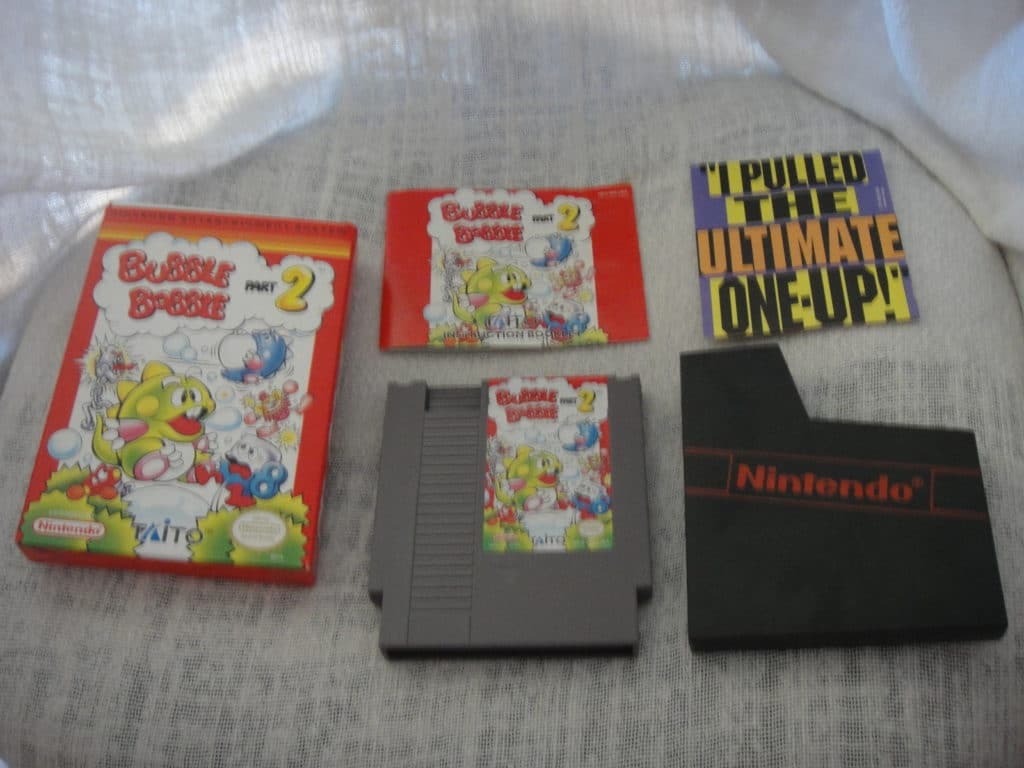 BUBBLE
BOBBLE
PART 2
Nintendo
TAITO
BUBBLE
BOBBLE
PART 2
TAITO
INSTRUCTION BOOKLET
"I PULLED
THE
ULTIMATE
ONE-UP!"
BUBBLE
BOBBLE
PART 2
TAITO
Nintendo®